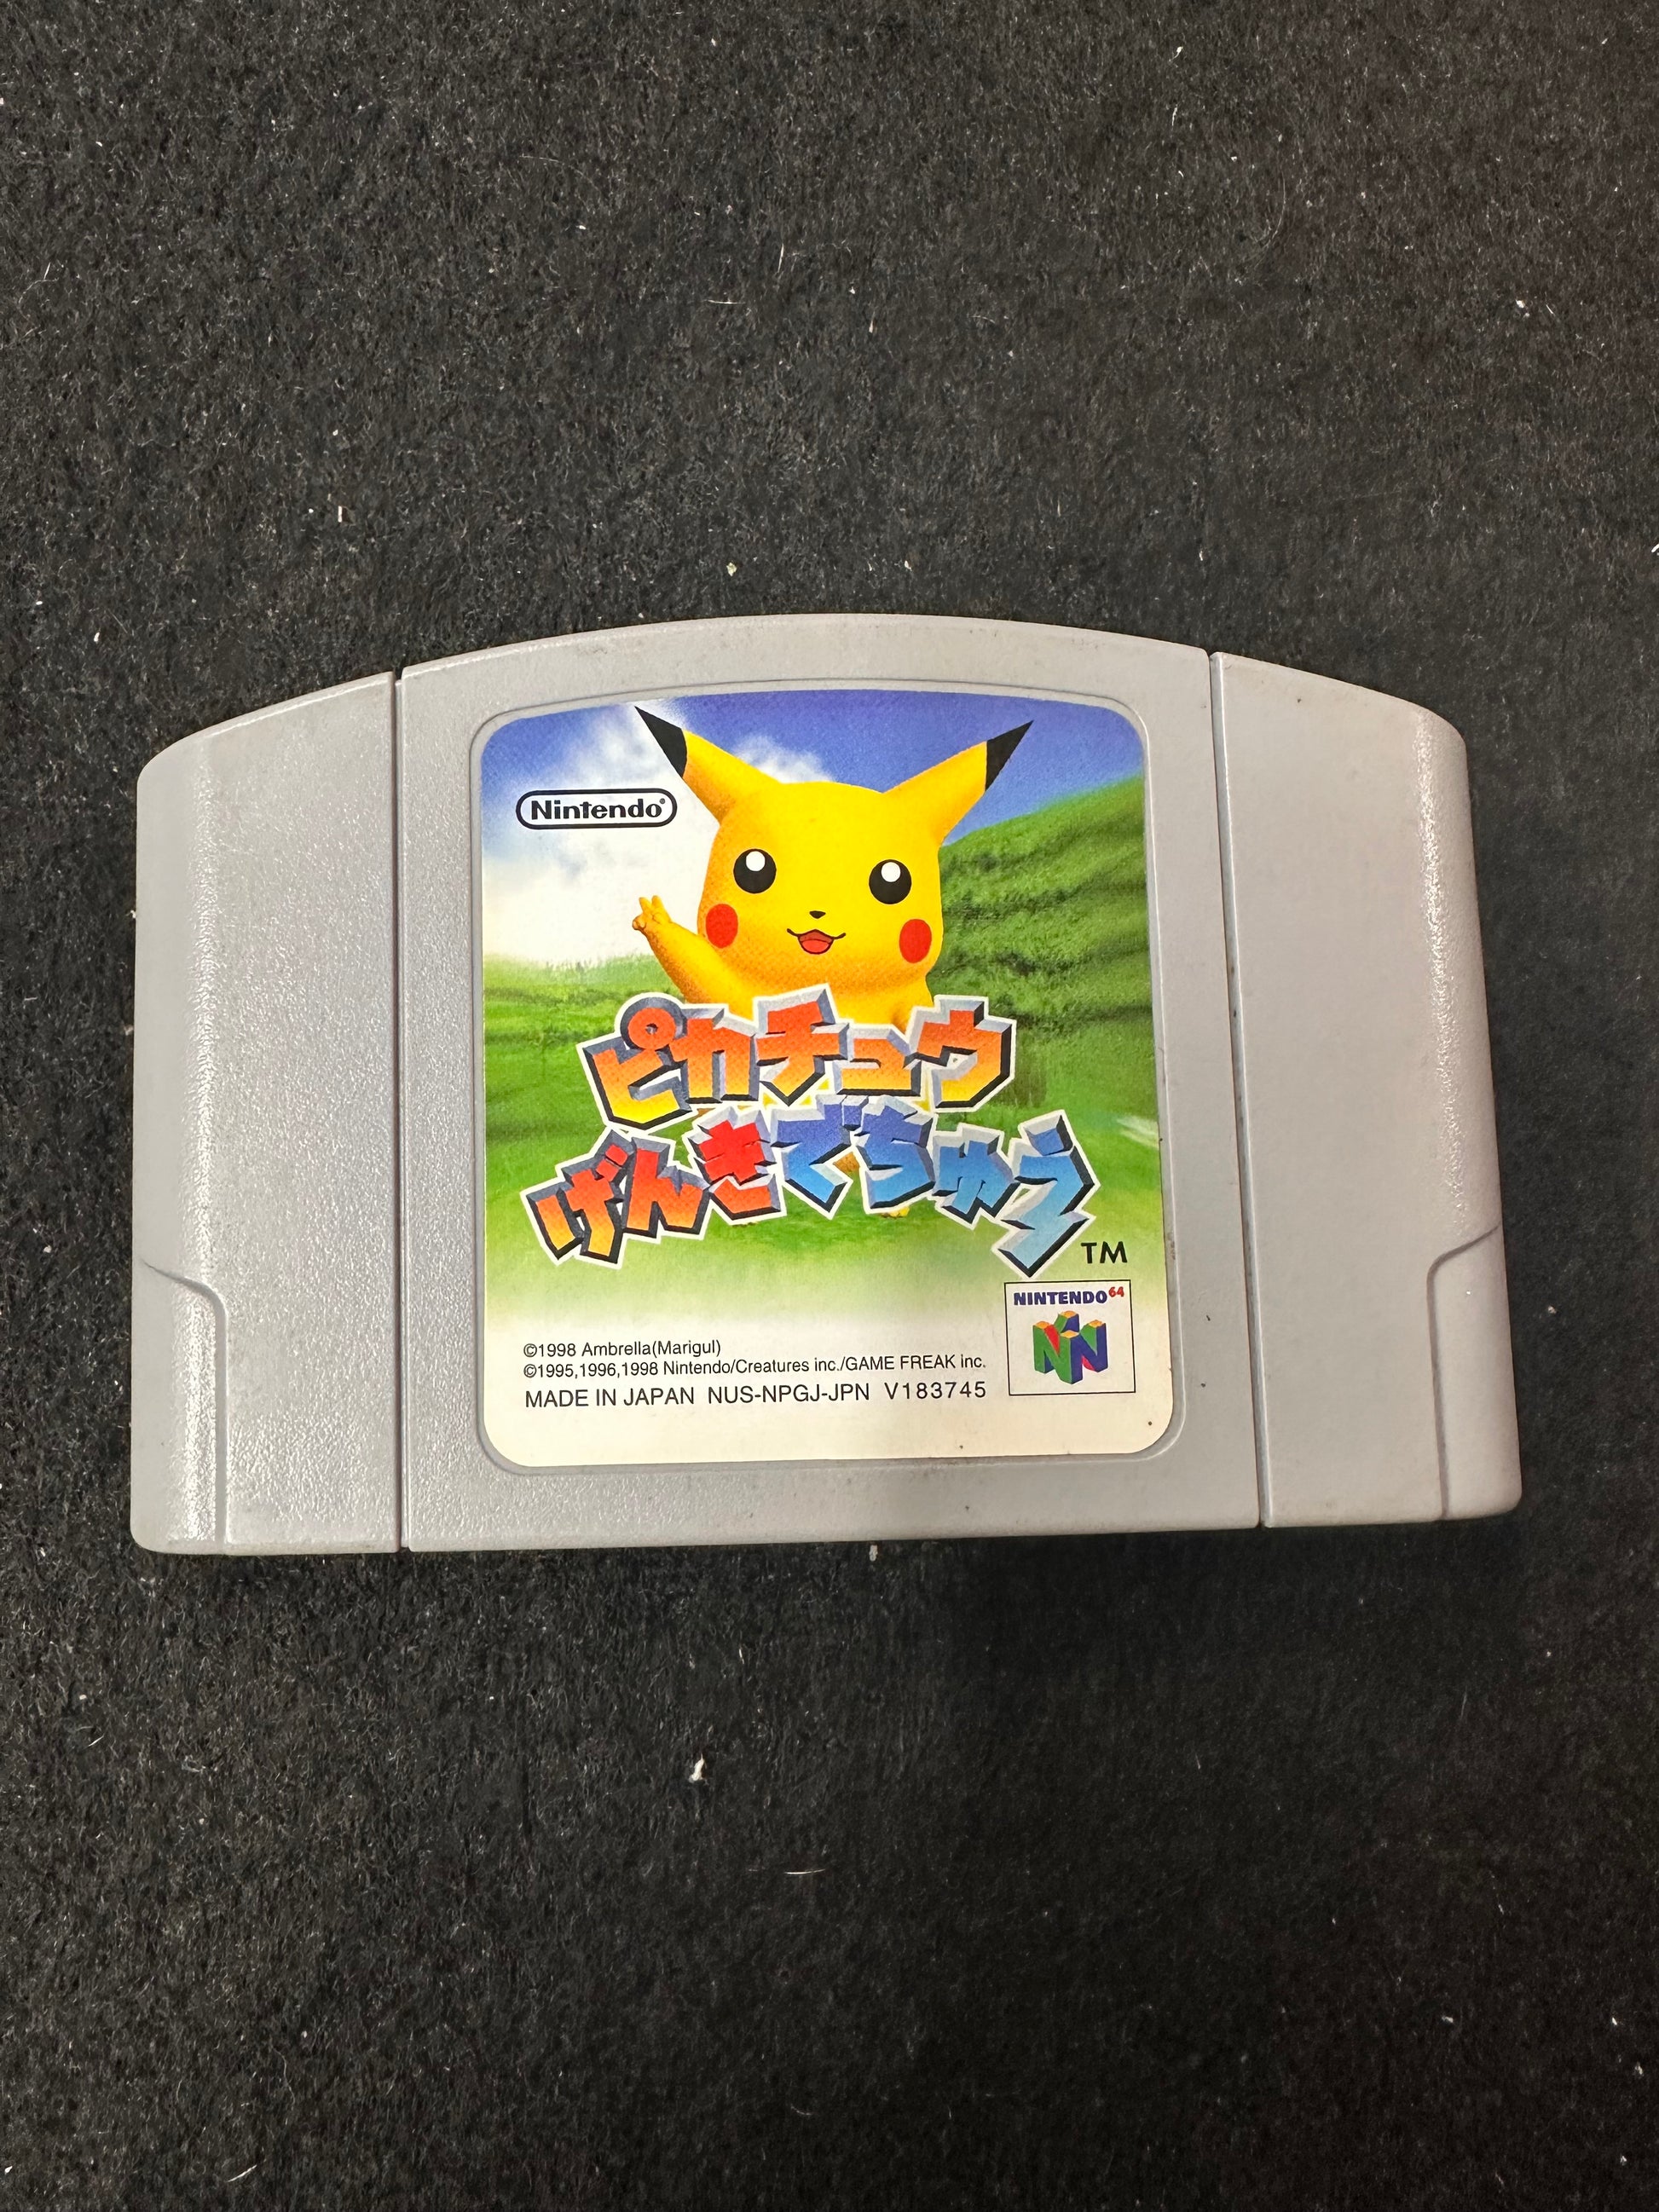 Nintendo®
ピカチュウ
げんきでちゅう
TM
NINTENDO64
©1998 Ambrella(Marigul)
©1995,1996,1998 Nintendo/Creatures inc./GAME FREAK inc.
MADE IN JAPAN NUS-NPGJ-JPN V183745